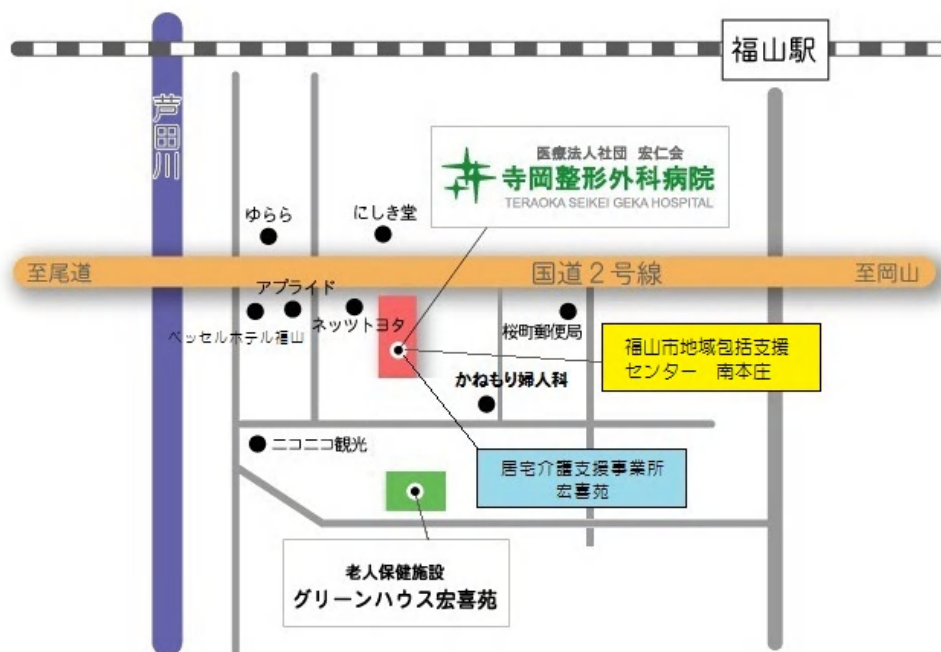 福山駅
芦田川
医療法人社団 宏仁会
寺岡整形外科病院
TERAOKA SEIKEI GEKA HOSPITAL
ゆらら
にしき堂
至尾道
国道2号線
至岡山
アプライド
ベッセルホテル福山
ネッツトヨタ
桜町郵便局
福山市地域包括支援
センター 南本庄
かねもり婦人科
ニコニコ観光
居宅介護支援事業所
宏喜苑
老人保健施設
グリーンハウス宏喜苑